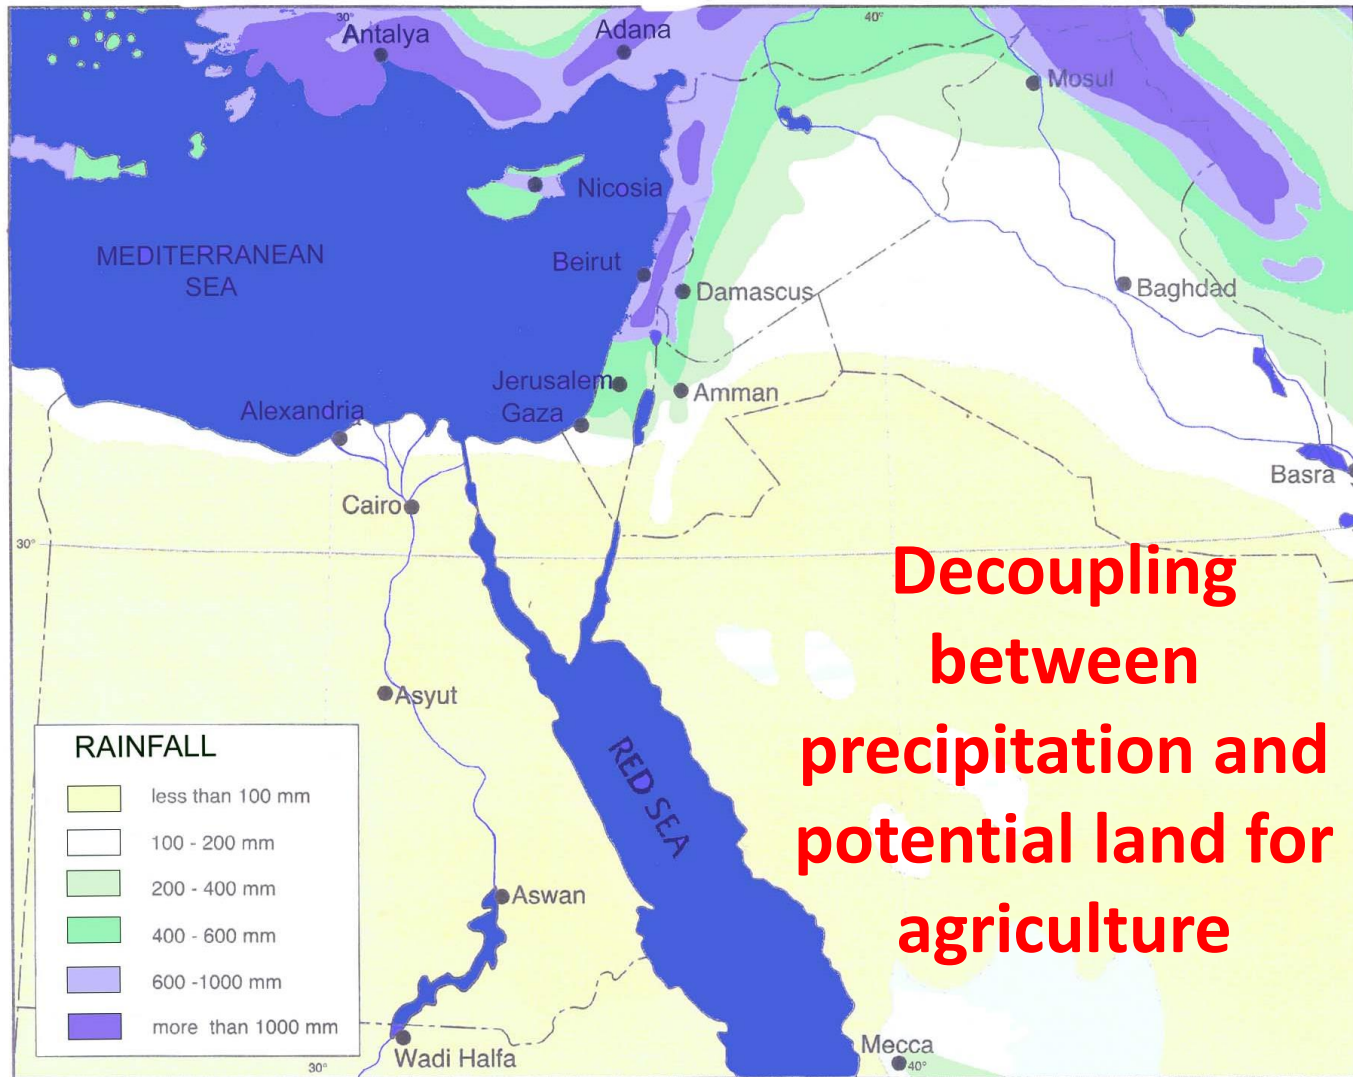 30°
40°
Antalya
Adana
Mosul
Nicosia
MEDITERRANEAN
SEA
Beirut
Damascus
Baghdad
Jerusalem
Amman
Gaza
Alexandria
Basra
Cairo
30°
Decoupling
between
precipitation and
potential land for
agriculture
Asyut
RED SEA
Aswan
RAINFALL
less than 100 mm
100 - 200 mm
200 - 400 mm
400 - 600 mm
600 -1000 mm
more than 1000 mm
Wadi Halfa
Mecca
30°
40°